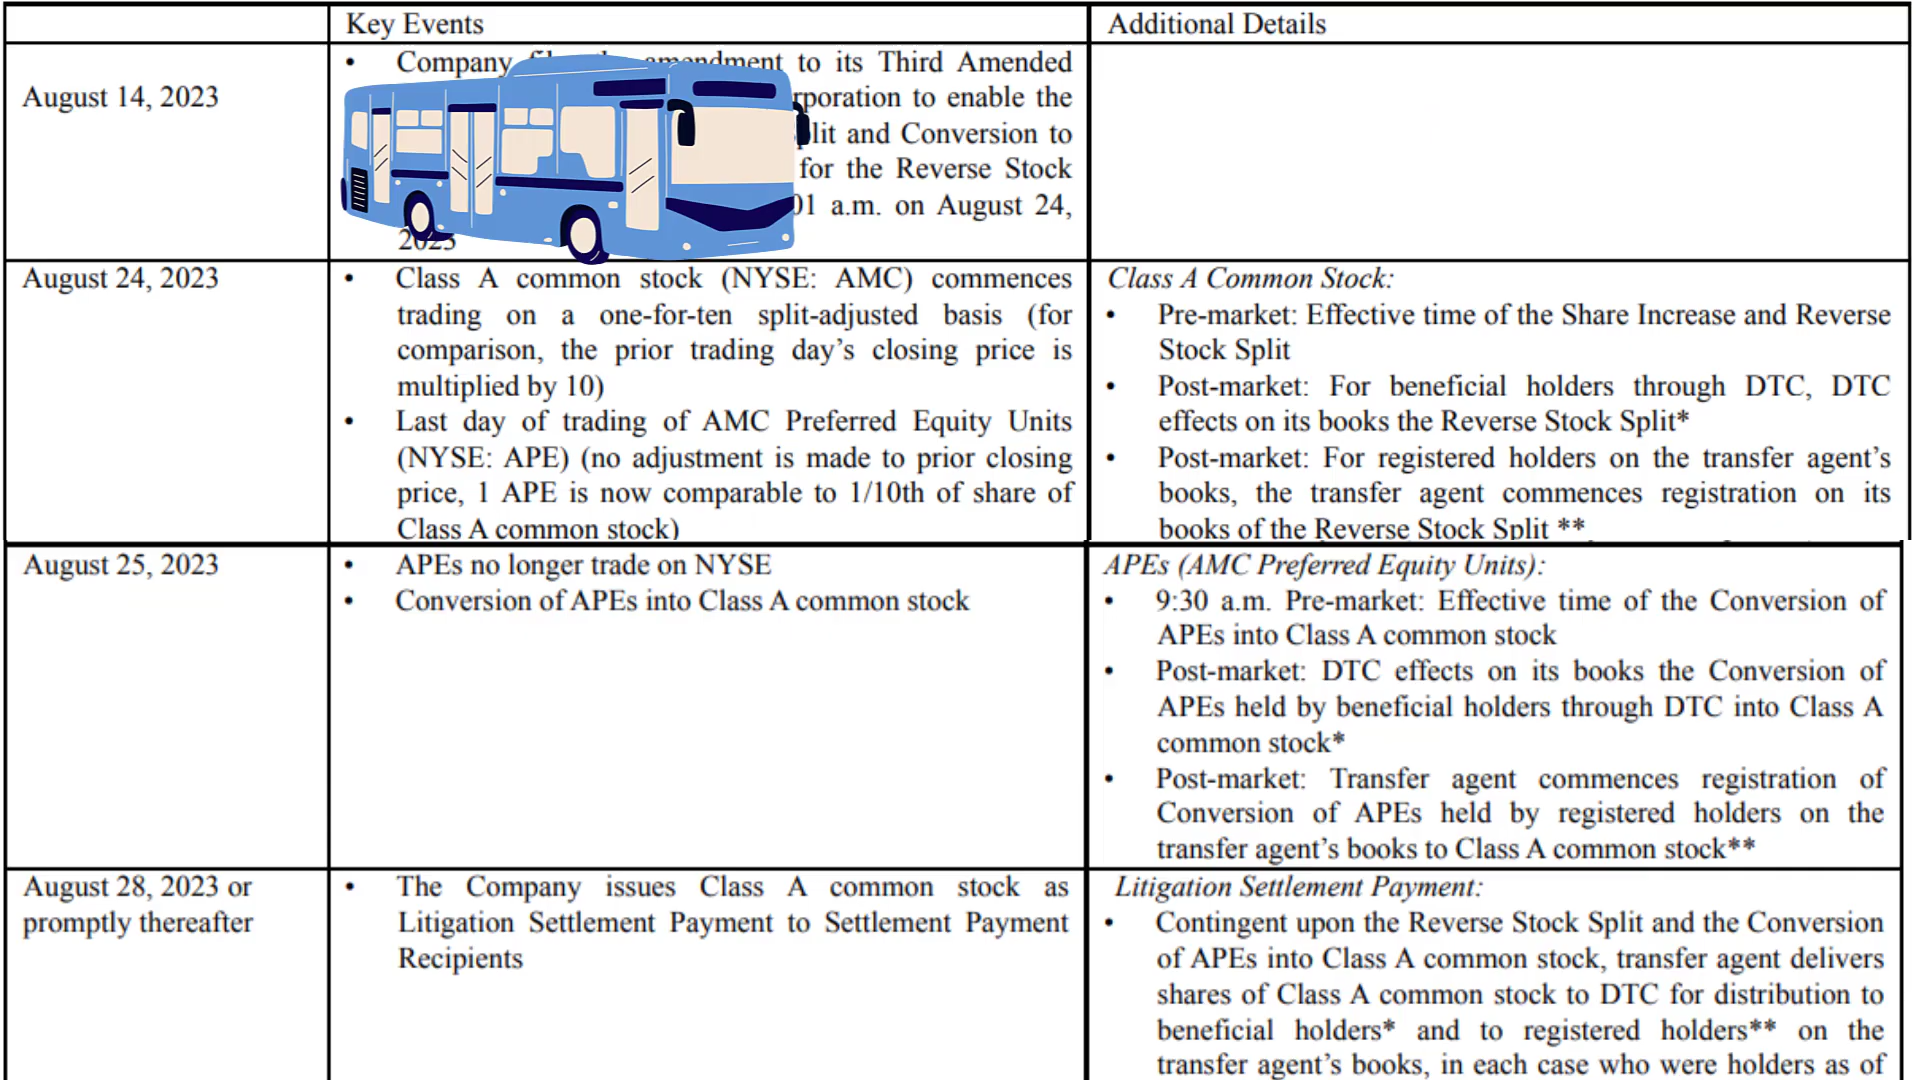 Key Events
Additional Details
August 14, 2023
• Company amendment to its Third Amended
to enable the
and Conversion to
for the Reverse Stock
a.m. on August 24,
2023
August 24, 2023
• Class A common stock (NYSE: AMC) commences
trading on a one-for-ten split-adjusted basis (for
comparison, the prior trading day’s closing price is
multiplied by 10)
• Last day of trading of AMC Preferred Equity Units
(NYSE: APE) (no adjustment is made to prior closing
price, 1 APE is now comparable to 1/10th of share of
Class A common stock)
Class A Common Stock:
• Pre-market: Effective time of the Share Increase and Reverse
Stock Split
• Post-market: For beneficial holders through DTC, DTC
effects on its books the Reverse Stock Split*
• Post-market: For registered holders on the transfer agent’s
books, the transfer agent commences registration on its
books of the Reverse Stock Split **
August 25, 2023
• APEs no longer trade on NYSE
• Conversion of APEs into Class A common stock
APEs (AMC Preferred Equity Units):
• 9:30 a.m. Pre-market: Effective time of the Conversion of
APEs into Class A common stock
• Post-market: DTC effects on its books the Conversion of
APEs held by beneficial holders through DTC into Class A
common stock*
• Post-market: Transfer agent commences registration of
Conversion of APEs held by registered holders on the
transfer agent’s books to Class A common stock**
August 28, 2023 or
promptly thereafter
• The Company issues Class A common stock as
Litigation Settlement Payment to Settlement Payment
Recipients
Litigation Settlement Payment:
• Contingent upon the Reverse Stock Split and the Conversion
of APEs into Class A common stock, transfer agent delivers
shares of Class A common stock to DTC for distribution to
beneficial holders* and to registered holders** on the
transfer agent’s books, in each case who were holders as of